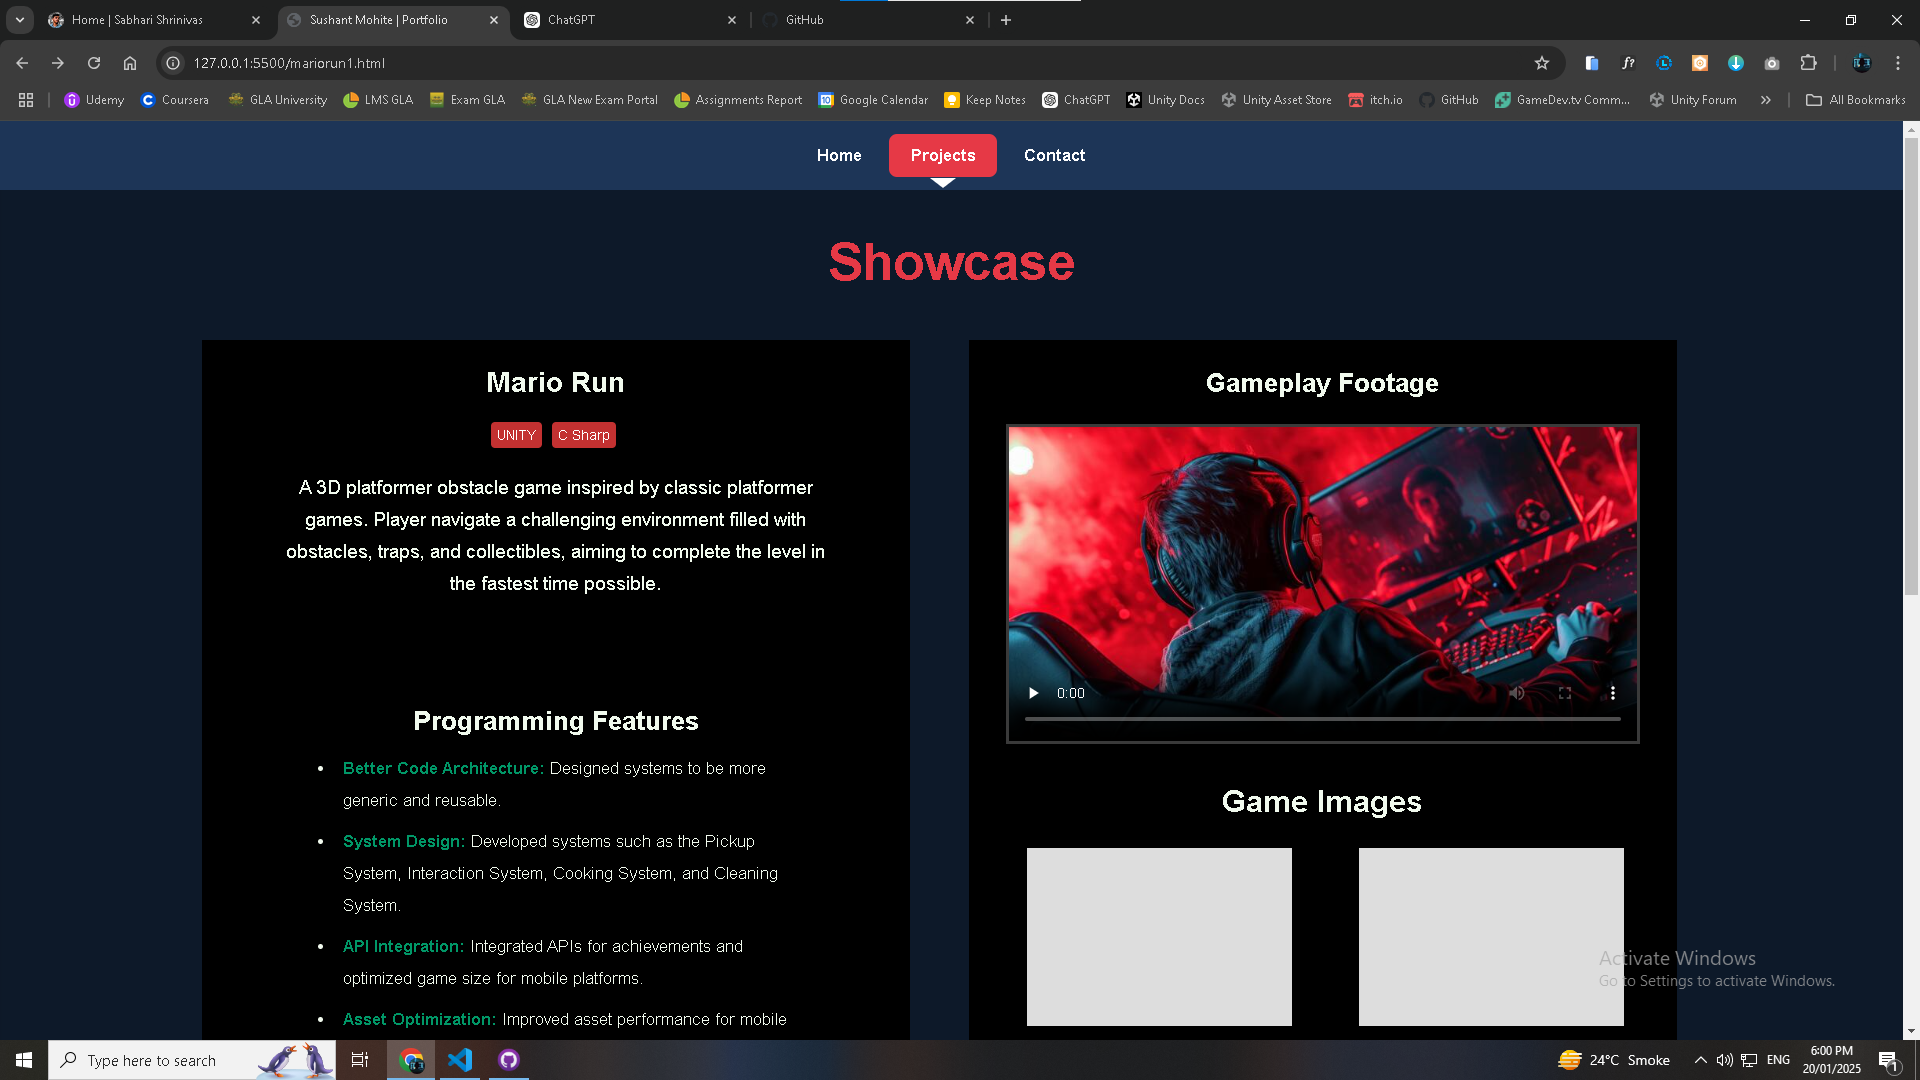 Home | Sabhari Shrinivas
Sushant Mohite | Portfolio
ChatGPT
GitHub
127.0.0.1:5500/mariorun1.html
f?
Udemy
Coursera
GLA University
LMS GLA
Exam GLA
GLA New Exam Portal
Assignments Report
Google Calendar
Keep Notes
ChatGPT
Unity Docs
Unity Asset Store
itch.io
GitHub
GameDev.tv Comm...
Unity Forum
All Bookmarks
Home
Projects
Contact
Showcase
Mario Run
UNITY
C Sharp
A 3D platformer obstacle game inspired by classic platformer
games. Player navigate a challenging environment filled with
obstacles, traps, and collectibles, aiming to complete the level in
the fastest time possible.
Programming Features
• Better Code Architecture: Designed systems to be more
generic and reusable.
• System Design: Developed systems such as the Pickup
System, Interaction System, Cooking System, and Cleaning
System.
• API Integration: Integrated APIs for achievements and
optimized game size for mobile platforms.
• Asset Optimization: Improved asset performance for mobile
Gameplay Footage
0:00
Game Images
Activate Windows
Go to Settings to activate Windows.
Type here to search
24°C Smoke
ENG
6:00 PM
20/01/2025
1